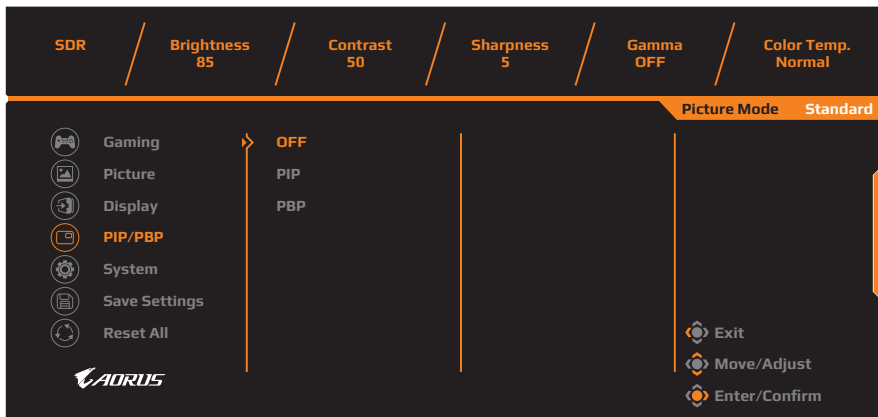 SDR Brightness Contrast Sharpness Gamma Color Temp.
85 50 5 OFF Normal
Picture Mode Standard
Gaming OFF
Picture PIP
Display PBP
PIP/PBP
System
Save Settings
Reset All Exit
AORUS Move/Adjust
Enter/Confirm